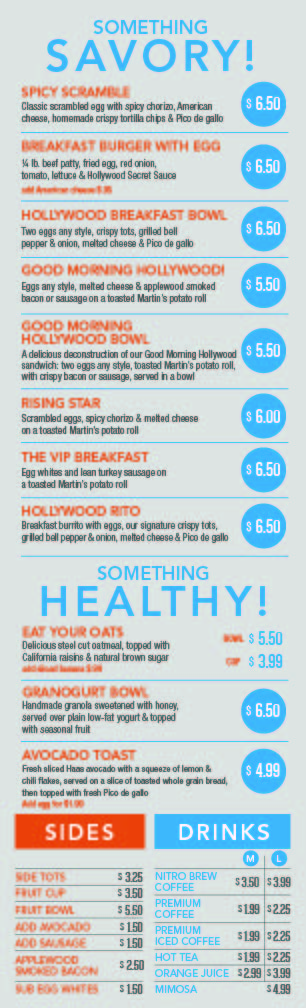 SOMETHING
SAVORY!
SPICY SCRAMBLE
Classic scrambled egg with spicy chorizo, American
cheese, homemade crispy tortilla chips & Pico de gallo
$ 6.50
BREAKFAST BURGER WITH EGG
¼ lb. beef patty, fried egg, red onion,
tomato, lettuce & Hollywood Secret Sauce
add American cheese
$ 6.50
HOLLYWOOD BREAKFAST BOWL
Two eggs any style, crispy tots, grilled bell
pepper & onion, melted cheese & Pico de gallo
$ 6.50
GOOD MORNING HOLLYWOOD!
Eggs any style, melted cheese & applewood smoked
bacon or sausage on a toasted Martin's potato roll
$ 5.50
GOOD MORNING
HOLLYWOOD BOWL
A delicious deconstruction of our Good Morning Hollywood
sandwich: two eggs any style, toasted Martin's potato roll,
with crispy bacon or sausage, served in a bowl
$ 5.50
RISING STAR
Scrambled eggs, spicy chorizo & melted cheese
on a toasted Martin's potato roll
$ 6.00
THE VIP BREAKFAST
Egg whites and lean turkey sausage on
a toasted Martin's potato roll
$ 6.50
HOLLYWOOD RITO
Breakfast burrito with eggs, our signature crispy tots,
grilled bell pepper & onion, melted cheese & Pico de gallo
$ 6.50
SOMETHING
HEALTHY!
EAT YOUR OATS
Delicious steel cut oatmeal, topped with
California raisins & natural brown sugar
add sliced banana
BOWL $ 5.50
CUP $ 3.99
GRANOGURT BOWL
Handmade granola sweetened with honey,
served over plain low-fat yogurt & topped
with seasonal fruit
$ 6.50
AVOCADO TOAST
Fresh sliced Haas avocado with a squeeze of lemon &
chili flakes, served on a slice of toasted whole grain bread,
then topped with fresh Pico de gallo
Add egg for $1.00
$ 4.99
SIDES
SIDE TOTS $ 3.25
FRUIT CUP $ 3.50
FRUIT BOWL $ 5.50
ADD AVOCADO $ 1.50
ADD SAUSAGE $ 1.50
APPLEWOOD
SMOKED BACON $ 2.50
SUB EGG WHITES $ 1.50
DRINKS
M L
NITRO BREW
COFFEE $ 3.50 $ 3.99
PREMIUM
COFFEE $ 1.99 $ 2.25
PREMIUM
ICED COFFEE $ 1.99 $ 2.25
HOT TEA $ 1.99 $ 2.25
ORANGE JUICE $ 2.99 $ 3.99
MIMOSA $ 4.99